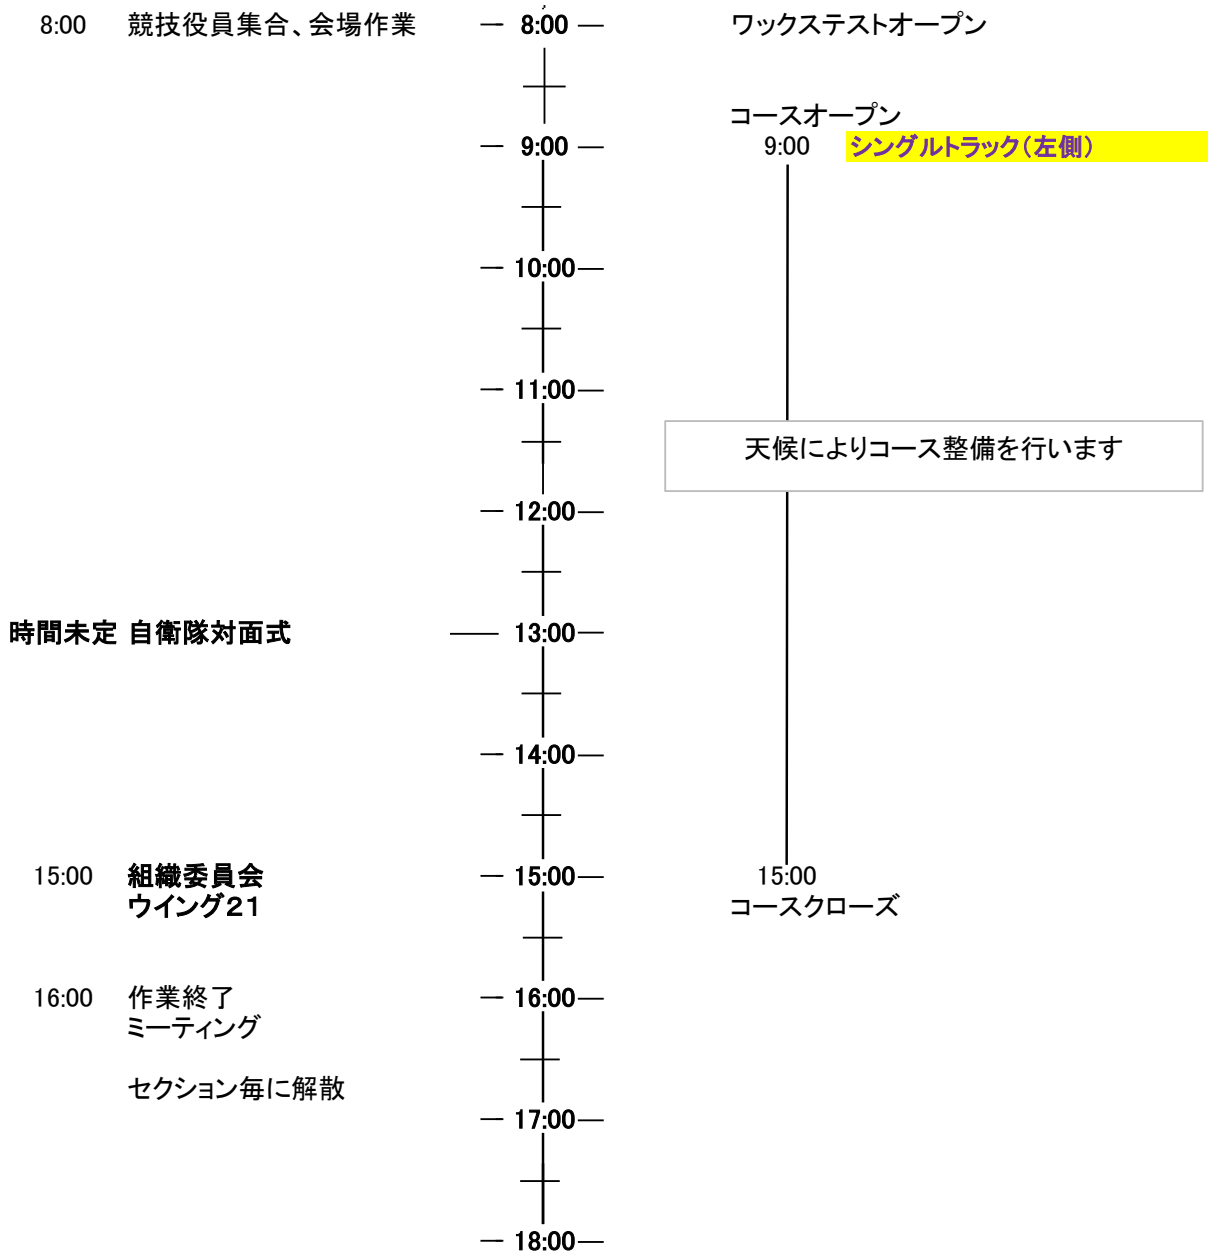 8:00 競技役員集合、会場作業 8:00 ワックステストオープン
コースオープン
9:00 9:00 シングルトラック（左側）
10:00
11:00
天候によりコース整備を行います
12:00
時間未定 自衛隊対面式 13:00
14:00
15:00 組織委員会 15:00 15:00
ウイング２１ コースクローズ
16:00 作業終了 16:00
ミーティング
セクション毎に解散
17:00
18:00